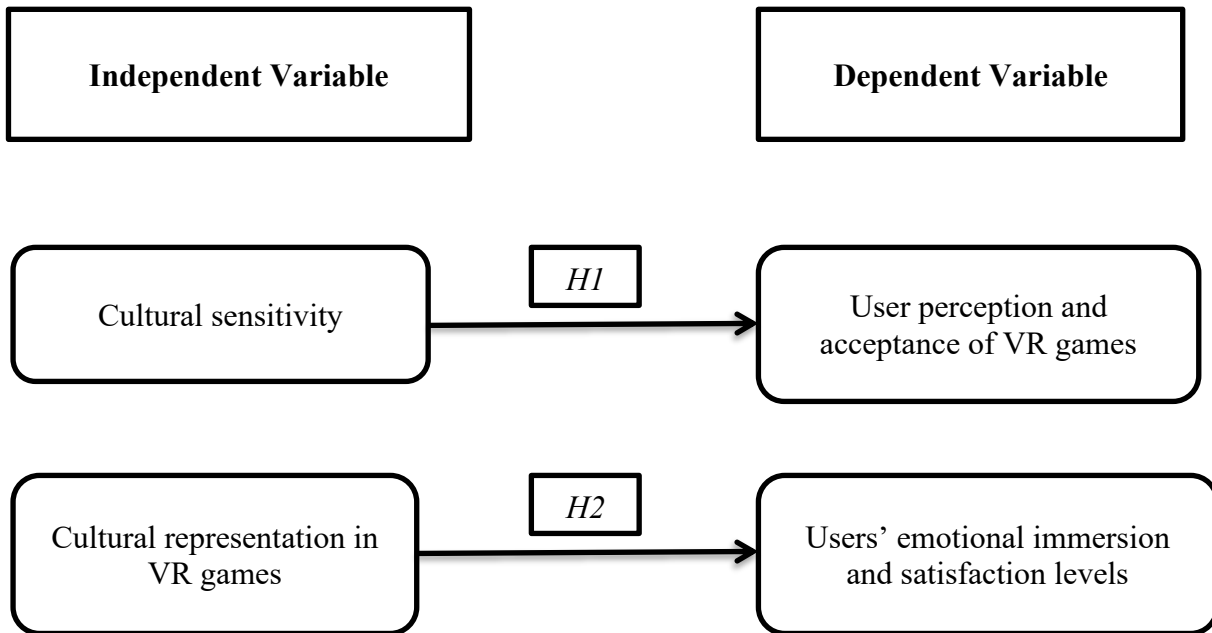 Independent Variable
Dependent Variable
H1
Cultural sensitivity
User perception and
acceptance of VR games
H2
Cultural representation in
VR games
Users’ emotional immersion
and satisfaction levels